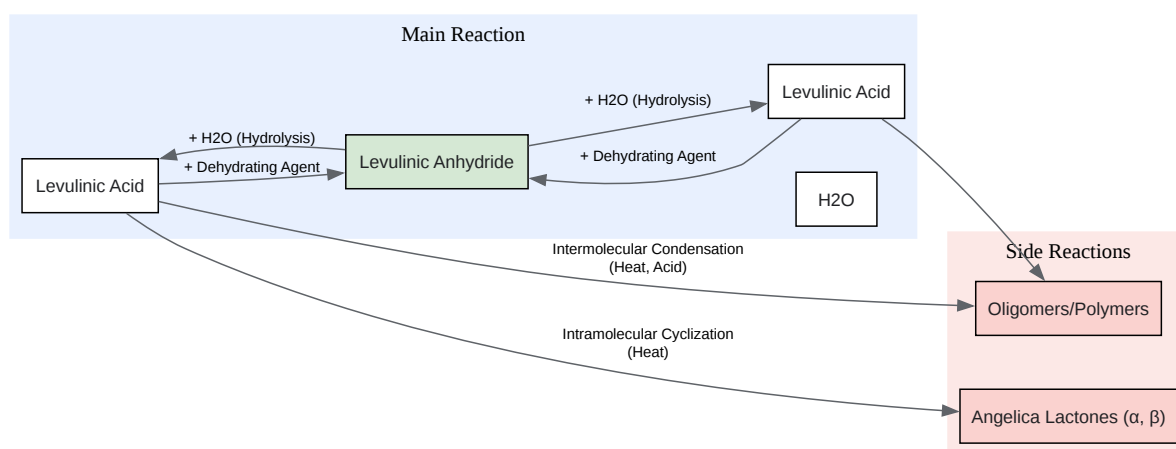 Main Reaction
Levulinic Acid
+ H2O (Hydrolysis)
+ H2O (Hydrolysis)
Levulinic Anhydride
+ Dehydrating Agent
+ Dehydrating Agent
Levulinic Acid
H2O
Intermolecular Condensation
(Heat, Acid)
Side Reactions
Oligomers/Polymers
Intramolecular Cyclization
(Heat)
Angelica Lactones (α, β)